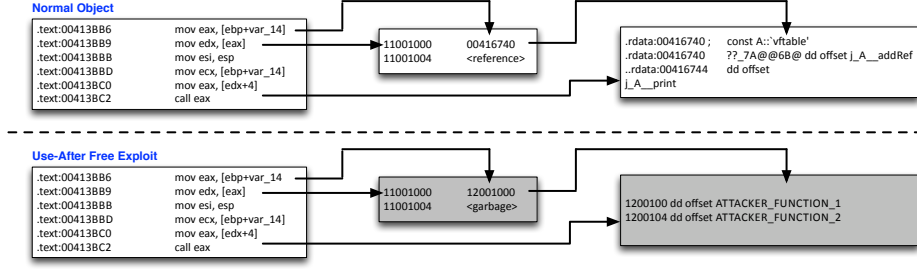 Normal Object
.text:00413BB6 mov eax, [ebp+var_14]
.text:00413BB9 mov edx, [eax]
.text:00413BBB mov esi, esp
.text:00413BBD mov ecx, [ebp+var_14]
.text:00413BC0 mov eax, [edx+4]
.text:00413BC2 call eax
11001000 00416740
11001004 <reference>
.rdata:00416740 ; const A::`vftable'
.rdata:00416740 ??_7A@@6B@ dd offset j_A__addRef
..rdata:00416744 dd offset
j_A__print
Use-After Free Exploit
.text:00413BB6 mov eax, [ebp+var_14
.text:00413BB9 mov edx, [eax]
.text:00413BBB mov esi, esp
.text:00413BBD mov ecx, [ebp+var_14]
.text:00413BC0 mov eax, [edx+4]
.text:00413BC2 call eax
11001000 12001000
11001004 <garbage>
1200100 dd offset ATTACKER_FUNCTION_1
1200104 dd offset ATTACKER_FUNCTION_2